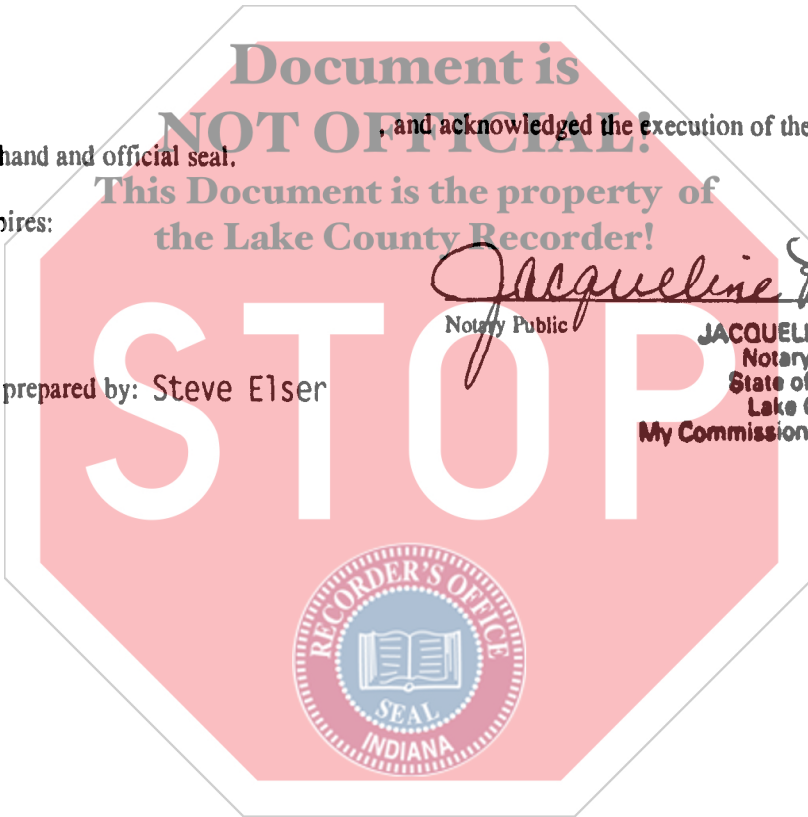 Document is
NOT OFFICIAL!
, and acknowledged the execution of the
hand and official seal.
This Document is the property of
pires:
the Lake County Recorder!
Jacqueline
Notary Public
JACQUELI
Notary
State of
Lake
My Commission
prepared by: Steve Elser
STOP
RECORDER'S OFFICE
SEAL
INDIANA